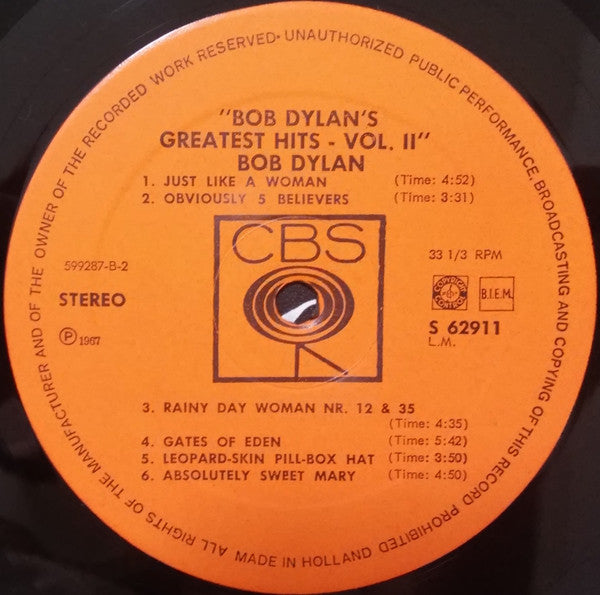 ALL RIGHTS OF THE MANUFACTURER AND OF THE OWNER OF THE RECORDED WORK RESERVED · UNAUTHORIZED PUBLIC PERFORMANCE, BROADCASTING AND COPYING OF THIS RECORD PROHIBITED
"BOB DYLAN'S
GREATEST HITS - VOL. II"
BOB DYLAN
1. JUST LIKE A WOMAN (Time: 4:52)
2. OBVIOUSLY 5 BELIEVERS (Time: 3:31)
CBS
599287-B-2
33 1/3 RPM
STEREO
COPYRIGHT CONTROL
B.I.E.M.
Ⓟ 1967
S 62911
L.M.
3. RAINY DAY WOMAN NR. 12 & 35
(Time: 4:35)
4. GATES OF EDEN (Time: 5:42)
5. LEOPARD-SKIN PILL-BOX HAT (Time: 3:50)
6. ABSOLUTELY SWEET MARY (Time: 4:50)
MADE IN HOLLAND